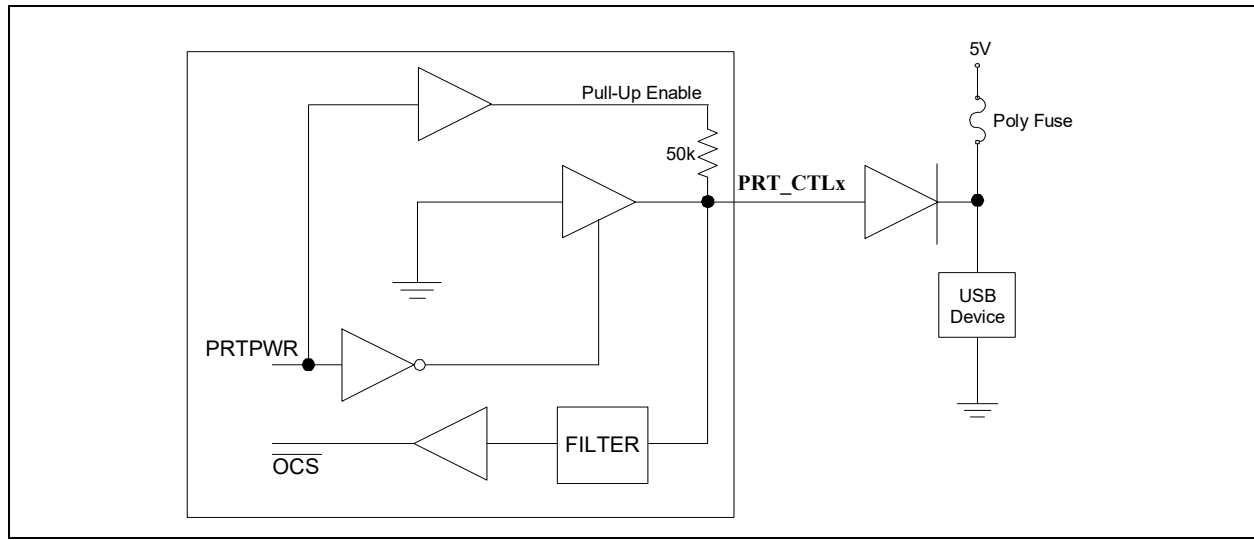 5V
Pull-Up Enable
Poly Fuse
50k
PRT_CTLx
USB
Device
PRTPWR
FILTER
OCS